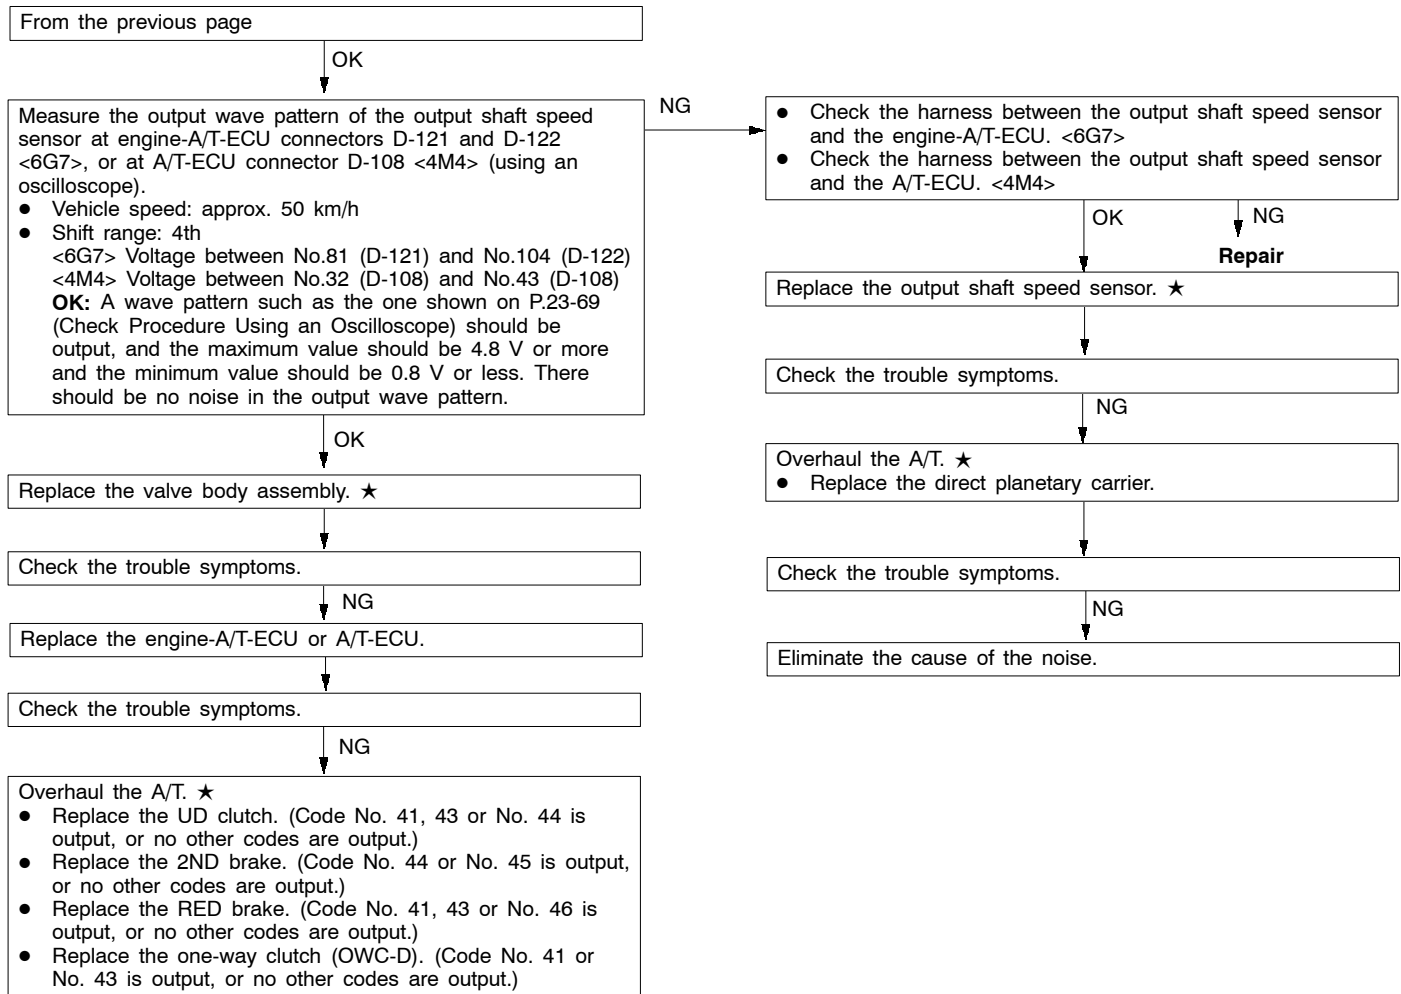 From the previous page
OK
Measure the output wave pattern of the output shaft speed
sensor at engine-A/T-ECU connectors D-121 and D-122
<6G7>, or at A/T-ECU connector D-108 <4M4> (using an
oscilloscope).
● Vehicle speed: approx. 50 km/h
● Shift range: 4th
<6G7> Voltage between No.81 (D-121) and No.104 (D-122)
<4M4> Voltage between No.32 (D-108) and No.43 (D-108)
OK: A wave pattern such as the one shown on P.23-69
(Check Procedure Using an Oscilloscope) should be
output, and the maximum value should be 4.8 V or more
and the minimum value should be 0.8 V or less. There
should be no noise in the output wave pattern.
OK
Replace the valve body assembly. ★
Check the trouble symptoms.
NG
Replace the engine-A/T-ECU or A/T-ECU.
Check the trouble symptoms.
NG
Overhaul the A/T. ★
● Replace the UD clutch. (Code No. 41, 43 or No. 44 is
output, or no other codes are output.)
● Replace the 2ND brake. (Code No. 44 or No. 45 is output,
or no other codes are output.)
● Replace the RED brake. (Code No. 41, 43 or No. 46 is
output, or no other codes are output.)
● Replace the one-way clutch (OWC-D). (Code No. 41 or
No. 43 is output, or no other codes are output.)
NG
● Check the harness between the output shaft speed sensor
and the engine-A/T-ECU. <6G7>
● Check the harness between the output shaft speed sensor
and the A/T-ECU. <4M4>
OK
NG
Repair
Replace the output shaft speed sensor. ★
Check the trouble symptoms.
NG
Overhaul the A/T. ★
● Replace the direct planetary carrier.
Check the trouble symptoms.
NG
Eliminate the cause of the noise.